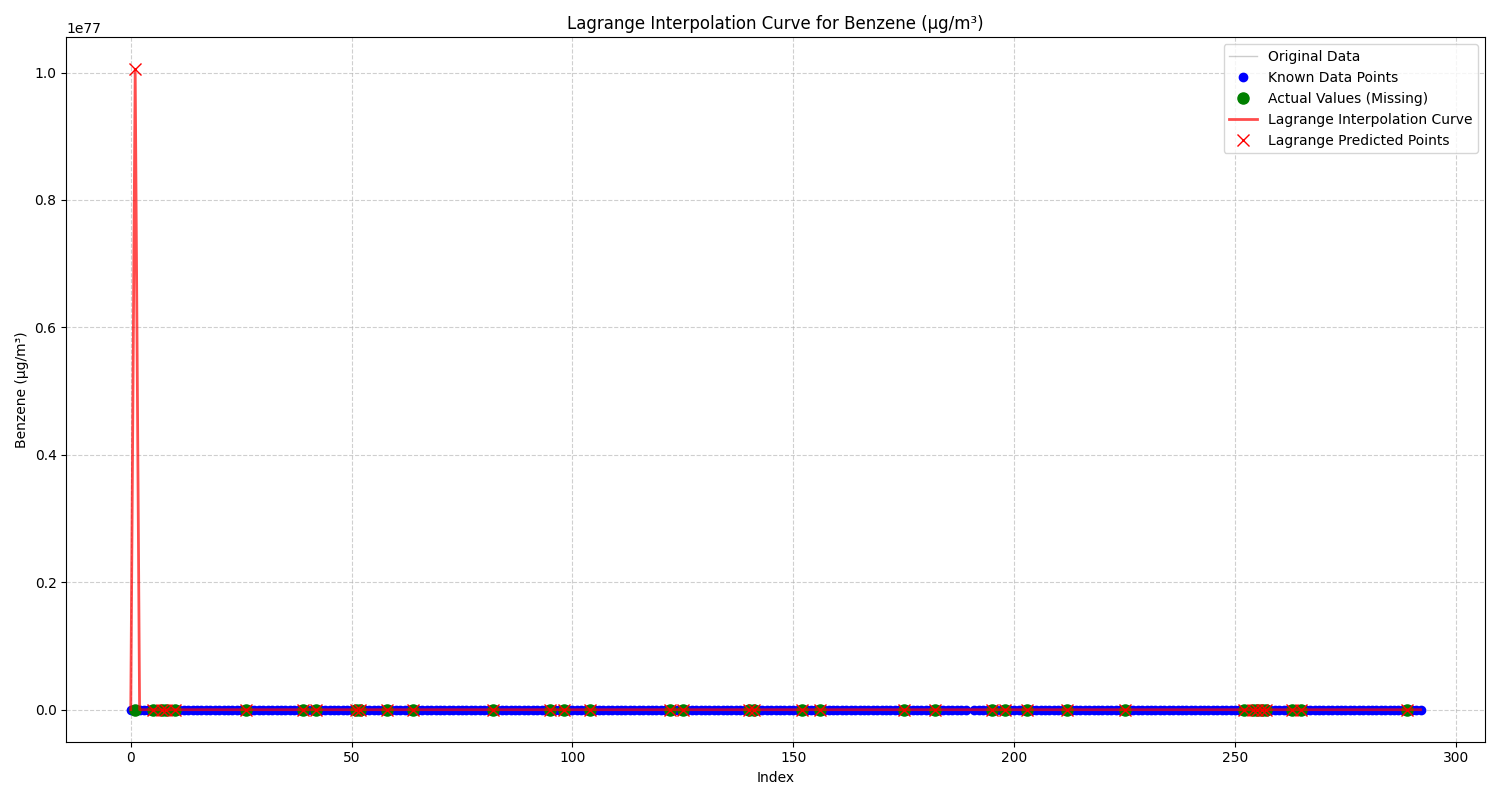 Lagrange Interpolation Curve for Benzene (µg/m³)
1e77
Original Data
Known Data Points
Actual Values (Missing)
Lagrange Interpolation Curve
Lagrange Predicted Points
1.0
0.8
0.6
0.4
0.2
0.0
Benzene (µg/m³)
0 50 100 150 200 250 300
Index